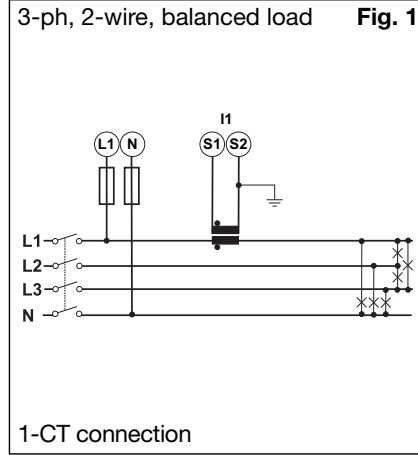 3-ph, 2-wire, balanced load Fig. 1
I1
L1 N S1 S2
L1
L2
L3
N
1-CT connection